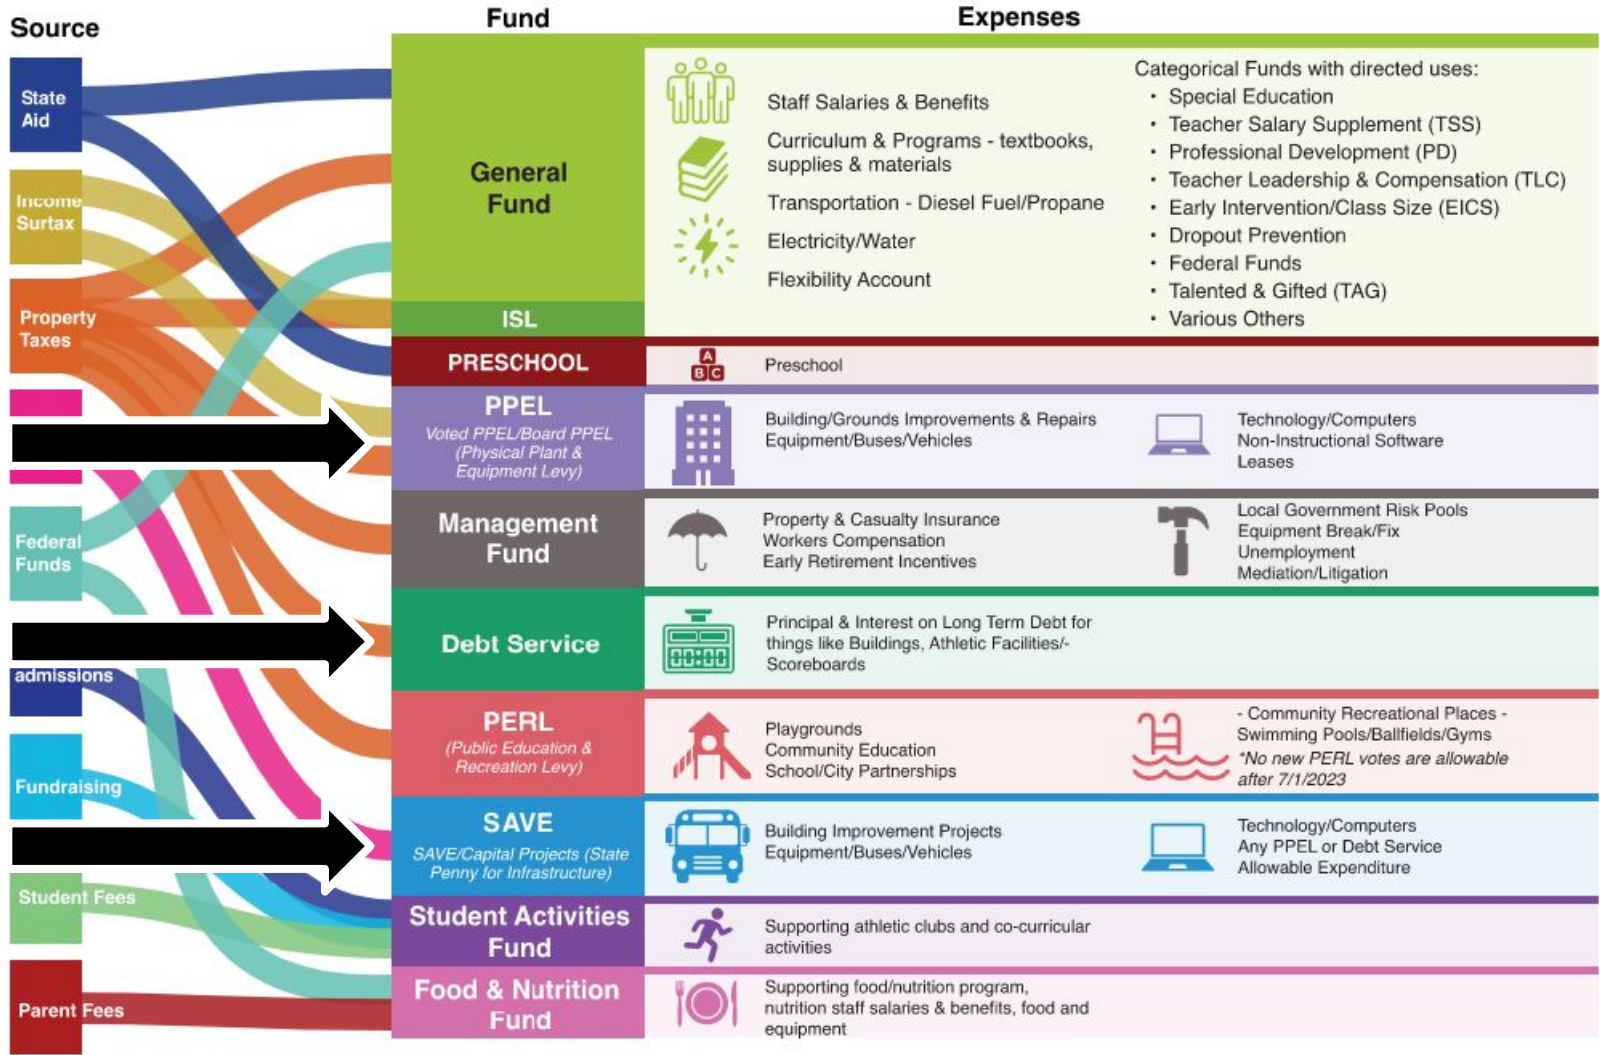 Source
Fund
Expenses
State
Aid
Income
Surtax
Property
Taxes
Federal
Funds
admissions
Fundraising
Student Fees
Parent Fees
General
Fund
ISL
Staff Salaries & Benefits
Curriculum & Programs - textbooks,
supplies & materials
Transportation - Diesel Fuel/Propane
Electricity/Water
Flexibility Account
Categorical Funds with directed uses:
• Special Education
• Teacher Salary Supplement (TSS)
• Professional Development (PD)
• Teacher Leadership & Compensation (TLC)
• Early Intervention/Class Size (EICS)
• Dropout Prevention
• Federal Funds
• Talented & Gifted (TAG)
• Various Others
PRESCHOOL
A
B C
Preschool
PPEL
Voted PPEL/Board PPEL
(Physical Plant &
Equipment Levy)
Building/Grounds Improvements & Repairs
Equipment/Buses/Vehicles
Technology/Computers
Non-Instructional Software
Leases
Management
Fund
Property & Casualty Insurance
Workers Compensation
Early Retirement Incentives
Local Government Risk Pools
Equipment Break/Fix
Unemployment
Mediation/Litigation
Debt Service
00:00
Principal & Interest on Long Term Debt for
things like Buildings, Athletic Facilities/-
Scoreboards
PERL
(Public Education &
Recreation Levy)
Playgrounds
Community Education
School/City Partnerships
- Community Recreational Places -
Swimming Pools/Ballfields/Gyms
*No new PERL votes are allowable
after 7/1/2023
SAVE
SAVE/Capital Projects (State
Penny for Infrastructure)
Building Improvement Projects
Equipment/Buses/Vehicles
Technology/Computers
Any PPEL or Debt Service
Allowable Expenditure
Student Activities
Fund
Supporting athletic clubs and co-curricular
activities
Food & Nutrition
Fund
Supporting food/nutrition program,
nutrition staff salaries & benefits, food and
equipment